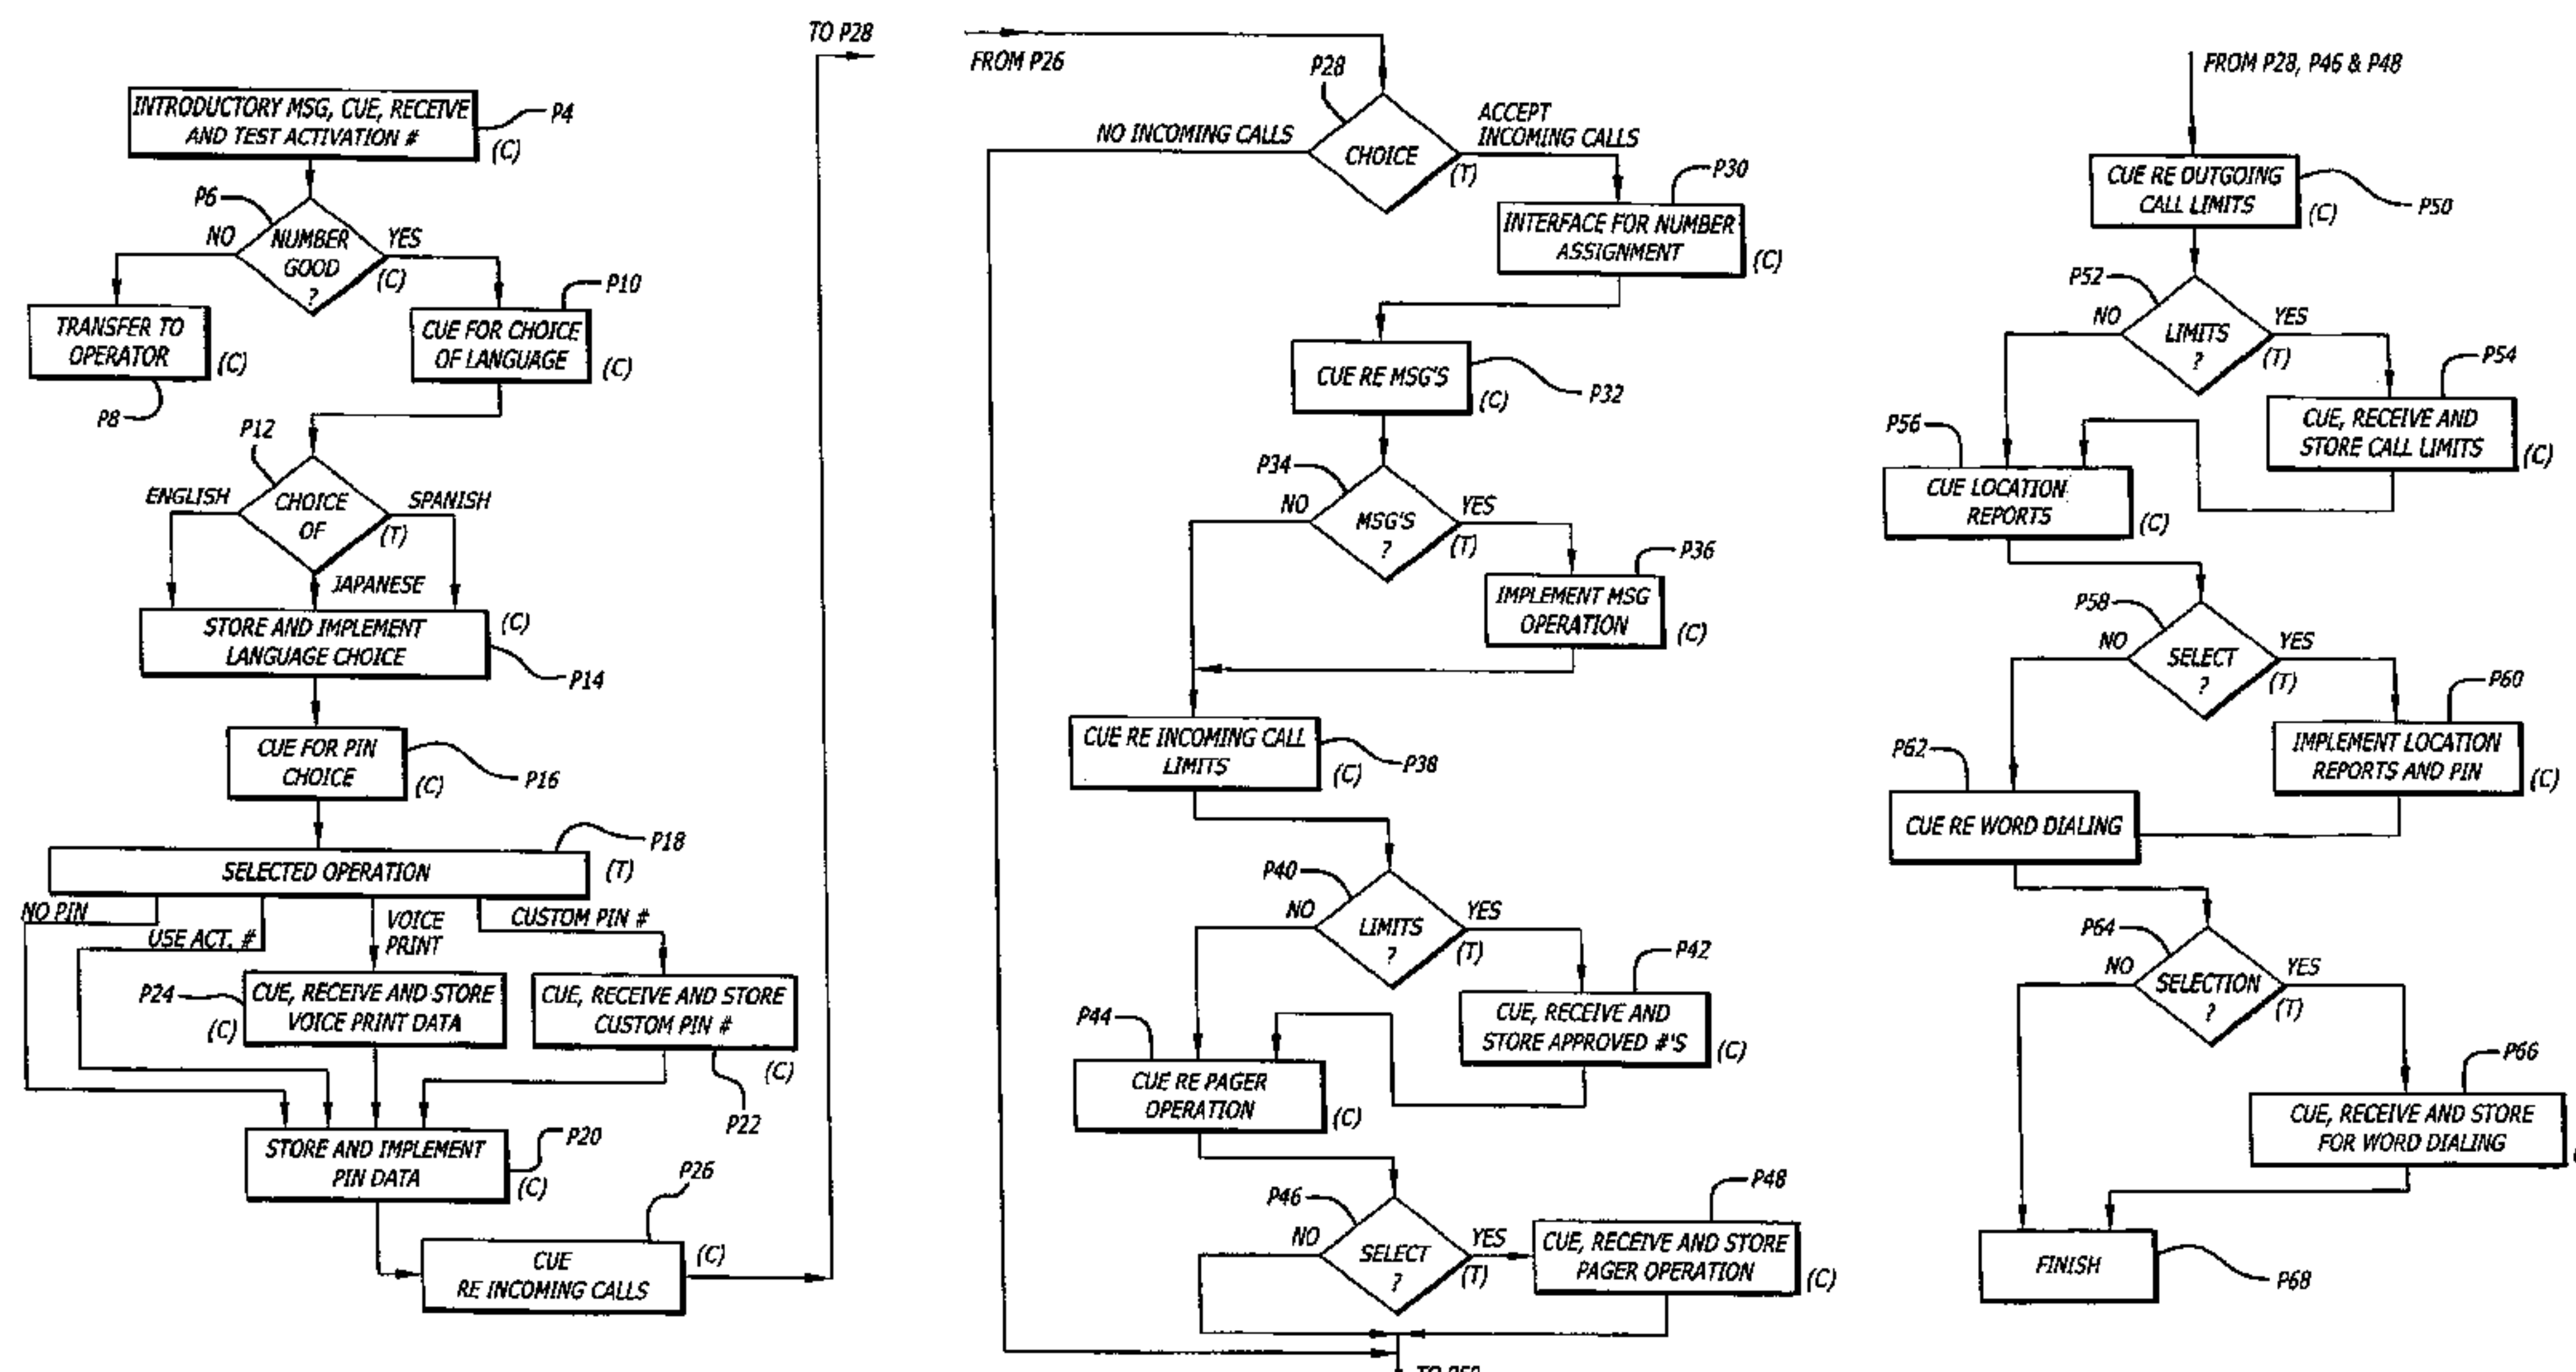 INTRODUCTORY MSG, CUE, RECEIVE
AND TEST ACTIVATION #
P4
(C)
P6
NO
NUMBER
GOOD
?
YES
(C)
TRANSFER TO
OPERATOR
(C)
P8
P10
CUE FOR CHOICE
OF LANGUAGE
(C)
P12
ENGLISH
CHOICE
OF
SPANISH
(T)
JAPANESE
STORE AND IMPLEMENT
LANGUAGE CHOICE
(C)
P14
CUE FOR PIN
CHOICE
(C)
P16
P18
SELECTED OPERATION
(T)
NO PIN
USE ACT. #
VOICE
PRINT
CUSTOM PIN #
P24
(C)
CUE, RECEIVE AND STORE
VOICE PRINT DATA
CUE, RECEIVE AND STORE
CUSTOM PIN #
(C)
P22
STORE AND IMPLEMENT
PIN DATA
P20
(C)
P26
CUE
RE INCOMING CALLS
(C)
TO P28
FROM P26
P28
NO INCOMING CALLS
CHOICE
ACCEPT
INCOMING CALLS
(T)
P30
INTERFACE FOR NUMBER
ASSIGNMENT
(C)
CUE RE MSG'S
(C)
P32
P34
NO
MSG'S
?
YES
(T)
P36
IMPLEMENT MSG
OPERATION
(C)
CUE RE INCOMING CALL
LIMITS
(C)
P38
P40
NO
LIMITS
?
YES
(T)
P42
CUE, RECEIVE AND
STORE APPROVED #'S
(C)
P44
CUE RE PAGER
OPERATION
(C)
P46
NO
SELECT
?
YES
(T)
P48
CUE, RECEIVE AND STORE
PAGER OPERATION
(C)
FROM P28, P46 & P48
CUE RE OUTGOING
CALL LIMITS
(C)
P50
P52
NO
LIMITS
?
YES
(T)
P54
CUE, RECEIVE AND
STORE CALL LIMITS
(C)
P56
CUE LOCATION
REPORTS
(C)
P58
NO
SELECT
?
YES
(T)
P60
IMPLEMENT LOCATION
REPORTS AND PIN
(C)
P62
CUE RE WORD DIALING
P64
NO
SELECTION
?
YES
(T)
P66
CUE, RECEIVE AND STORE
FOR WORD DIALING
FINISH
P68